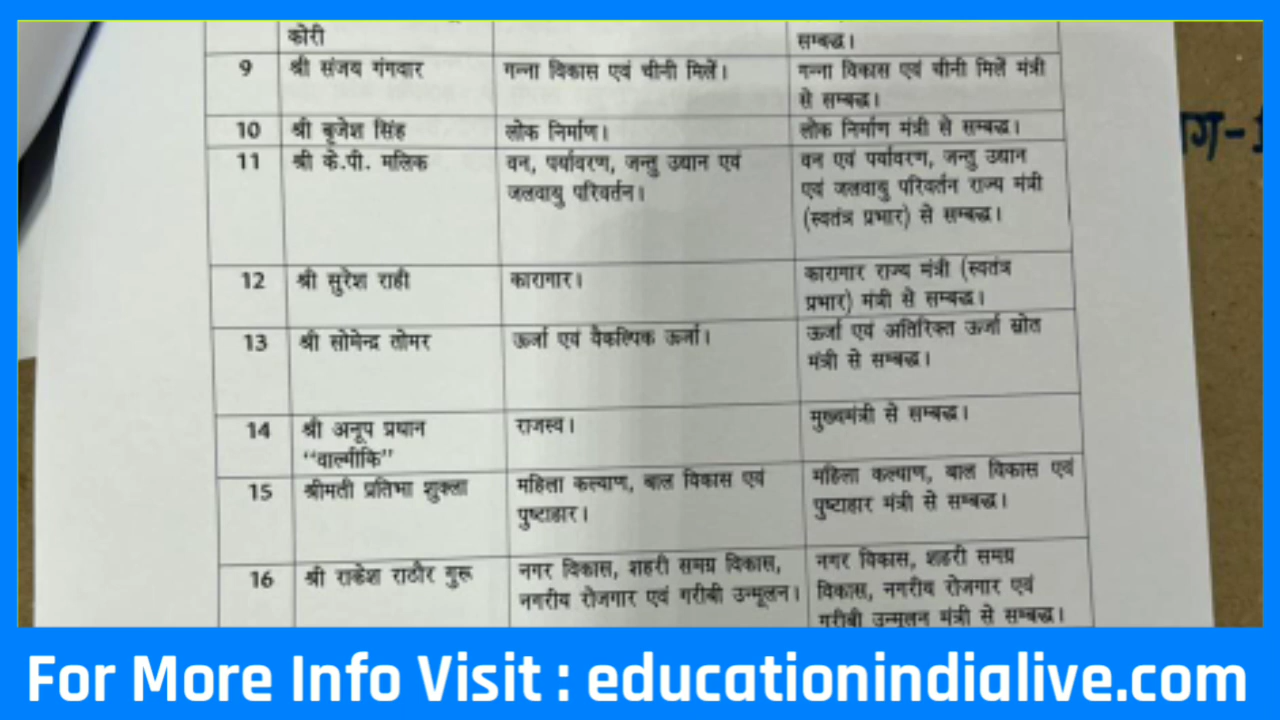 कोरी
सम्बद्ध।
9 श्री संजय गंगवार गन्ना विकास एवं चीनी मिलें। गन्ना विकास एवं चीनी मिलें मंत्री
से सम्बद्ध।
10 श्री बृजेश सिंह लोक निर्माण। लोक निर्माण मंत्री से सम्बद्ध।
11 श्री के.पी. मलिक वन, पर्यावरण, जन्तु उद्यान एवं वन एवं पर्यावरण, जन्तु उद्यान
जलवायु परिवर्तन। एवं जलवायु परिवर्तन राज्य मंत्री
(स्वतंत्र प्रभार) से सम्बद्ध।
12 श्री सुरेश राही कारागार। कारागार राज्य मंत्री (स्वतंत्र
प्रभार) मंत्री से सम्बद्ध।
13 श्री सोमेन्द्र तोमर ऊर्जा एवं वैकल्पिक ऊर्जा। ऊर्जा एवं अतिरिक्त ऊर्जा स्रोत
मंत्री से सम्बद्ध।
14 श्री अनूप प्रधान राजस्व। मुख्यमंत्री से सम्बद्ध।
“वाल्मीकि”
15 श्रीमती प्रतिभा शुक्ला महिला कल्याण, बाल विकास एवं महिला कल्याण, बाल विकास एवं
पुष्टाहार। पुष्टाहार मंत्री से सम्बद्ध।
16 श्री राकेश राठौर गुरू नगर विकास, शहरी समग्र विकास, नगर विकास, शहरी समग्र
नगरीय रोजगार एवं गरीबी उन्मूलन। विकास, नगरीय रोजगार एवं
गरीबी उन्मूलन मंत्री से सम्बद्ध।
For More Info Visit : educationindialive.com